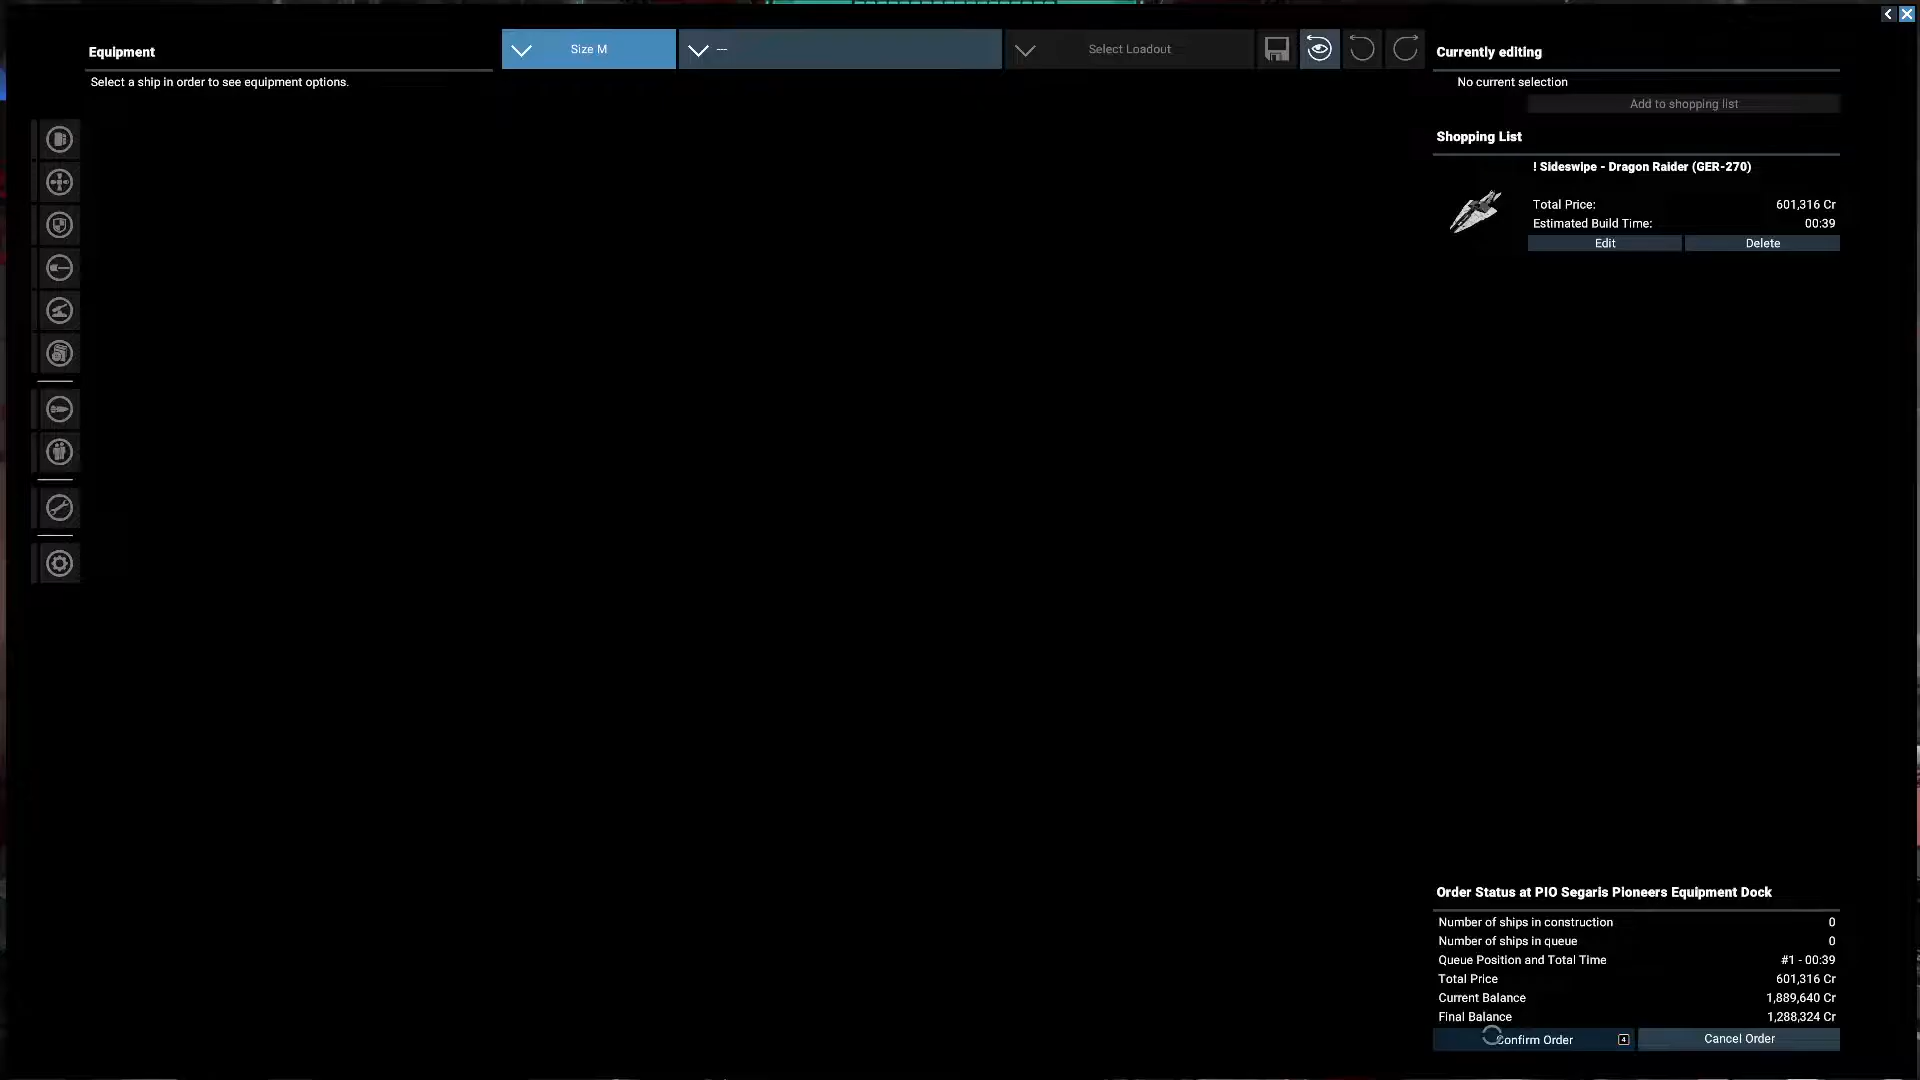 Equipment
Select a ship in order to see equipment options.
Size M
---
Select Loadout
Currently editing
No current selection
Add to shopping list
Shopping List
! Sideswipe - Dragon Raider (GER-270)
Total Price: 601,316 Cr
Estimated Build Time: 00:39
Edit Delete
Order Status at PIO Segaris Pioneers Equipment Dock
Number of ships in construction 0
Number of ships in queue 0
Queue Position and Total Time #1 - 00:39
Total Price 601,316 Cr
Current Balance 1,889,640 Cr
Final Balance 1,288,324 Cr
Confirm Order 4 Cancel Order